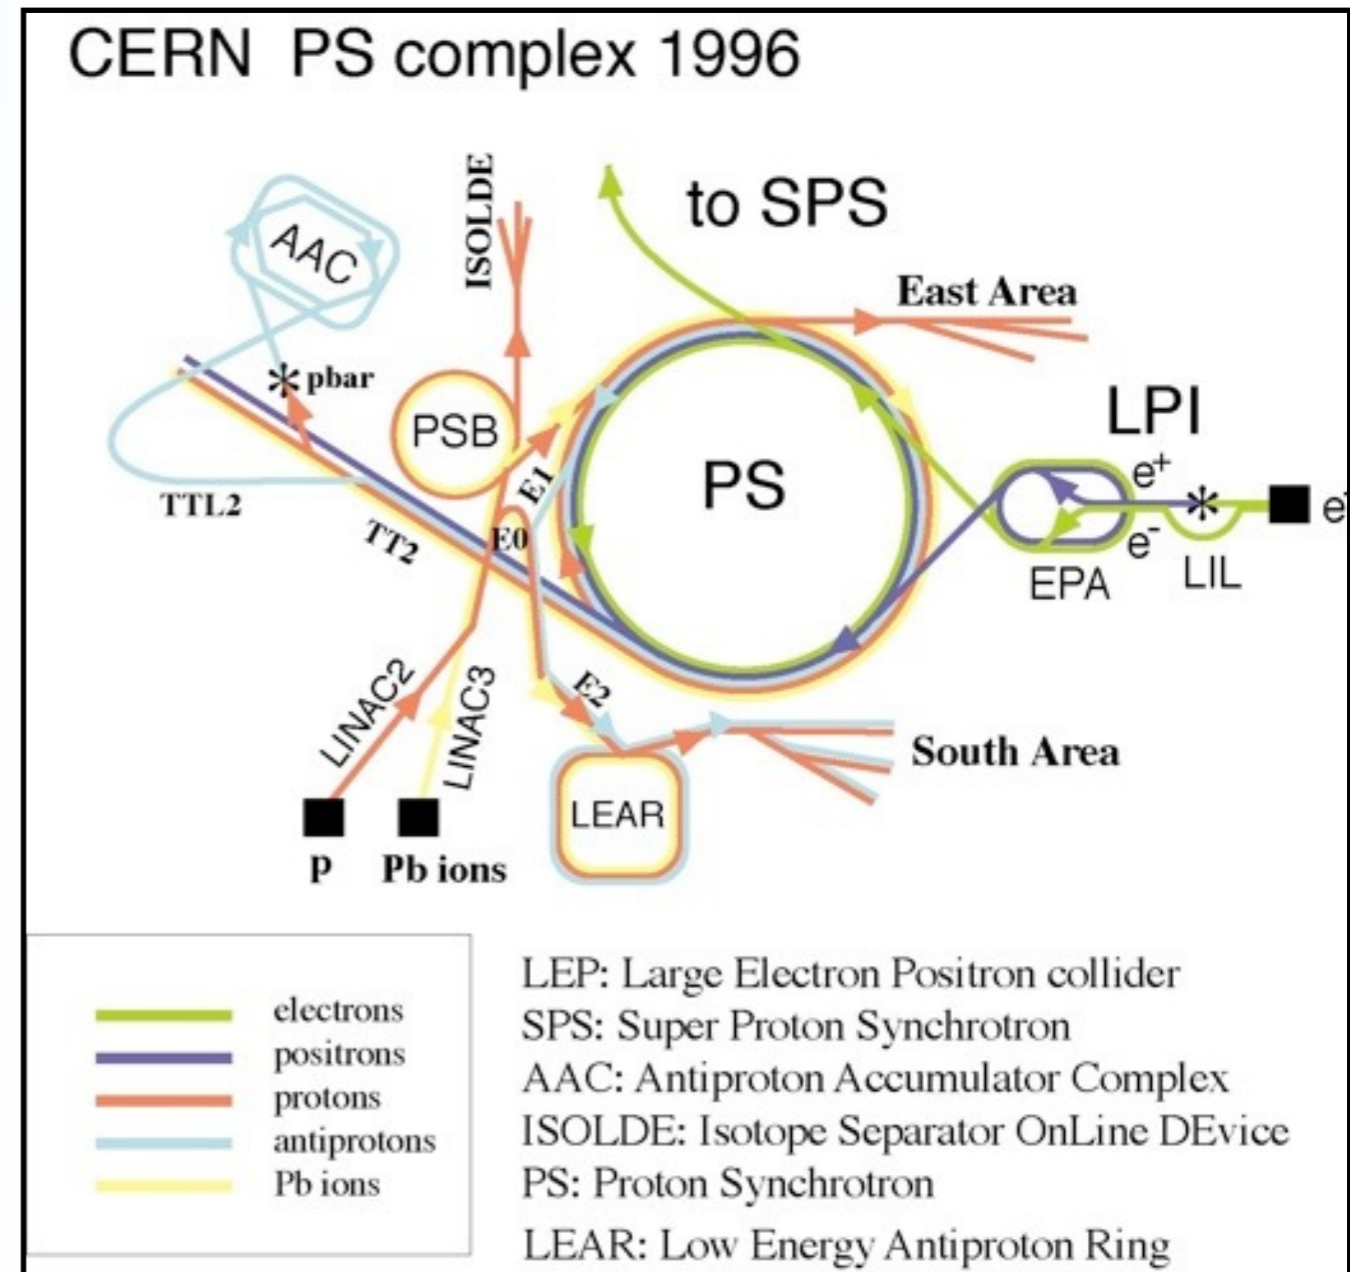 CERN PS complex 1996
ISOLDE
to SPS
AAC
East Area
pbar
PSB
LPI
PS
e+
E1
TTL2
E0
e-
e-
TT2
EPA
LIL
LINAC2
LINAC3
E2
South Area
LEAR
p
Pb ions
electrons
positrons
protons
antiprotons
Pb ions
LEP: Large Electron Positron collider
SPS: Super Proton Synchrotron
AAC: Antiproton Accumulator Complex
ISOLDE: Isotope Separator OnLine DEvice
PS: Proton Synchrotron
LEAR: Low Energy Antiproton Ring